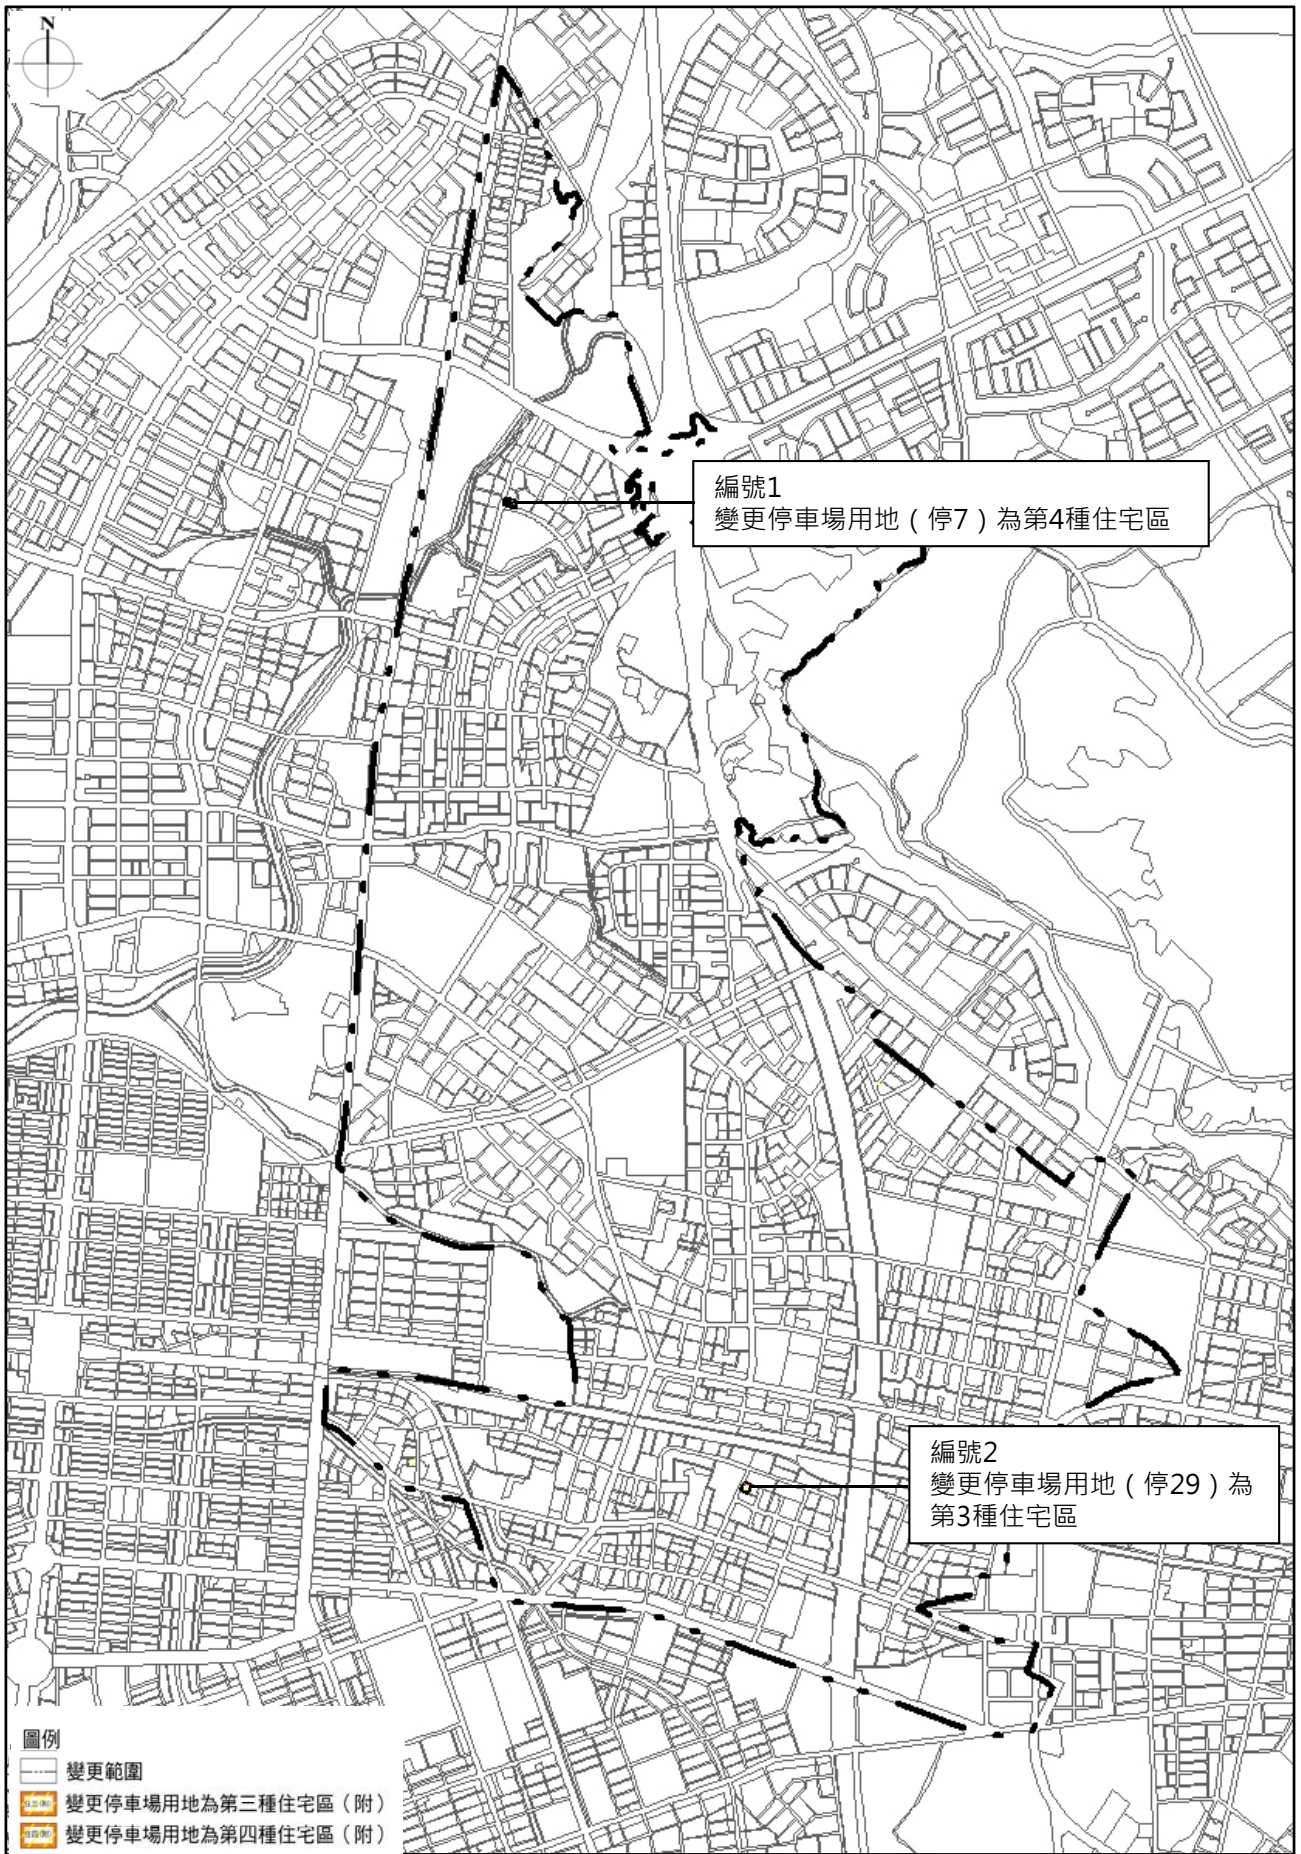 N
編號1
變更停車場用地（停7）為第4種住宅區
編號2
變更停車場用地（停29）為
第3種住宅區
圖例
變更範圍
變更停車場用地為第三種住宅區（附）
變更停車場用地為第四種住宅區（附）